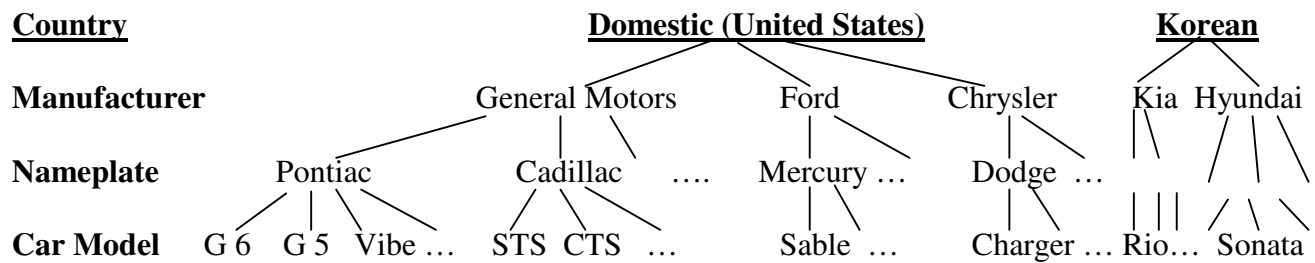 Country Domestic (United States) Korean
Manufacturer General Motors Ford Chrysler Kia Hyundai
Nameplate Pontiac Cadillac …. Mercury … Dodge …
Car Model G 6 G 5 Vibe … STS CTS … Sable … Charger … Rio… Sonata